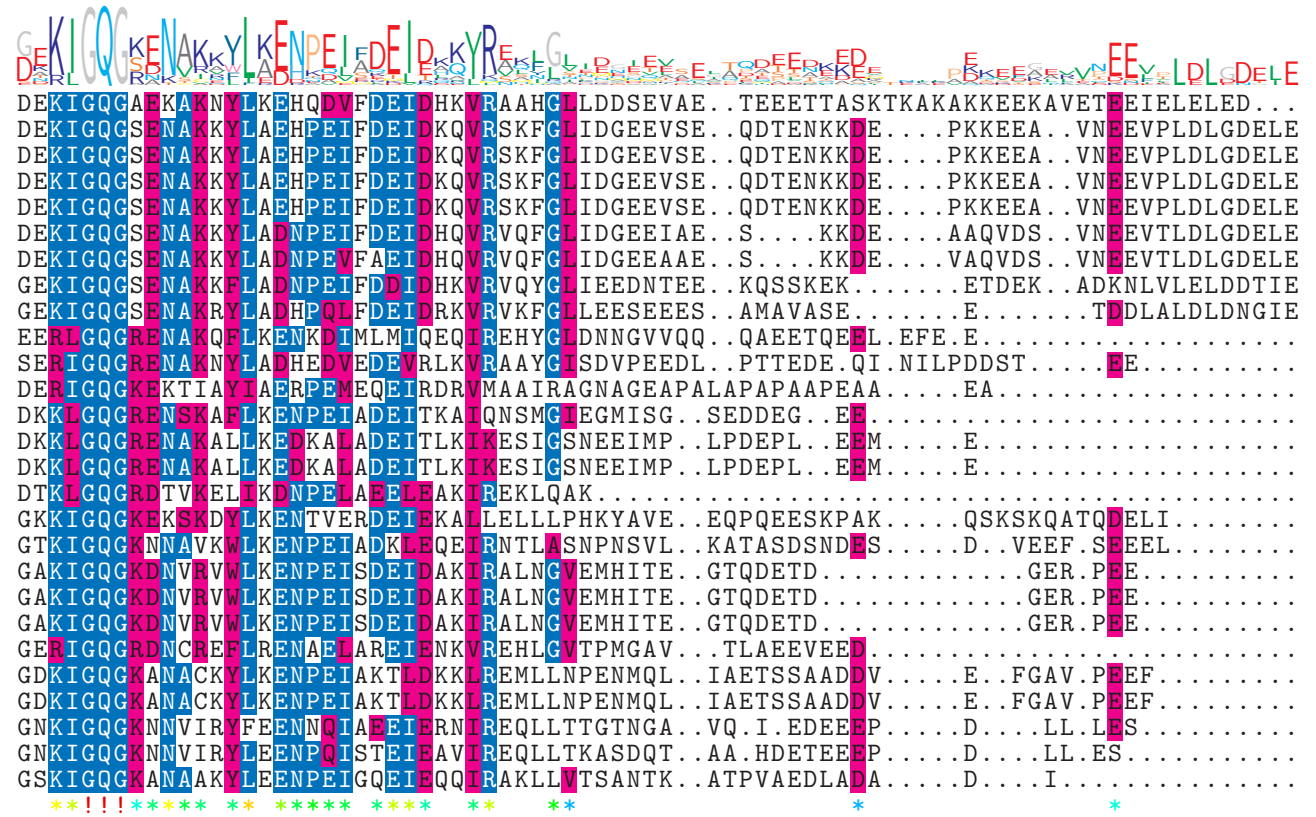 DEKIGQGAEKAKNYLKEHQDVFDEIDHKVRAAHGLLDDSEVAE..TEEETTASKTKAKAKKEEKAVETEEIELELED...
DEKIGQGSENAKKYLAEHPEIFDEIDKQVRSKFGLIDGEEVSE..QDTENKKDE....PKKEEA..VNEEVPLDLGDELE
DEKIGQGSENAKKYLAEHPEIFDEIDKQVRSKFGLIDGEEVSE..QDTENKKDE....PKKEEA..VNEEVPLDLGDELE
DEKIGQGSENAKKYLAEHPEIFDEIDKQVRSKFGLIDGEEVSE..QDTENKKDE....PKKEEA..VNEEVPLDLGDELE
DEKIGQGSENAKKYLAEHPEIFDEIDKQVRSKFGLIDGEEVSE..QDTENKKDE....PKKEEA..VNEEVPLDLGDELE
DEKIGQGSENAKKYLADNPEIFDEIDHQVRVQFGLIDGEEIAE..S....KKDE....AAQVDS..VNEEVTLDLGDELE
DEKIGQGSENAKKYLADNPEVFAEIDHQVRVQFGLIDGEEAAE..S....KKDE....VAQVDS..VNEEVTLDLGDELE
GEKIGQGSENAKKFLADNPEIFDDIDHKVRVQYGLIEEDNTEE..KQSSKEK.......ETDEK..ADKNLVLELDDTIE
GEKIGQGSENAKRYLADHPQLFDEIDRKVRVKFGLLEESEEES..AMAVASE.......E.......TDDLALDLDNGIE
EERLGQGRENAKQFLKENKDIMLMIQEQIREHYGLDNNGVVQQ..QAEETQEEL.EFE.E....................
SERIGQGRENAKNYLADHEDVEDEVRLKVRAAYGISDVPEEDL..PTTEDE.QI.NILPDDST.....EE..........
DERIGQGKEKTIAYIAERPEMEQEIRDRVMAAIRAGNAGEAPALAPAPAAPEAA.....EA...................
DKKLGQGRENSKAFLKENPEIADEITKAIQNSMGIEGMISG..SEDDEG..EE...........................
DKKLGQGRENAKALLKEDKALADEITLKIKESIGSNEEIMP..LPDEPL..EEM......E...................
DKKLGQGRENAKALLKEDKALADEITLKIKESIGSNEEIMP..LPDEPL..EEM......E...................
DTKLGQGRDTVKELIKDNPELAEELEAKIREKLQAK............................................
GKKIGQGKEKSKDYLKENTVERDEIEKALLELLLPHKYAVE..EQPQEESKPAK.....QSKSKQATQDELI........
GTKIGQGKNNAVKWLKENPEIADKLEQEIRNTLASNPNSVL..KATASDSNDES.....D..VEEF.SEEEL........
GAKIGQGKDNVRVWLKENPEISDEIDAKIRALNGVEMHITE..GTQDETD.............GER.PEE..........
GAKIGQGKDNVRVWLKENPEISDEIDAKIRALNGVEMHITE..GTQDETD.............GER.PEE..........
GAKIGQGKDNVRVWLKENPEISDEIDAKIRALNGVEMHITE..GTQDETD.............GER.PEE..........
GERIGQGRDNCREFLRENAELAREIENKVREHLGVTPMGAV...TLAEEVEED...........................
GDKIGQGKANACKYLKENPEIAKTLDKKLREMLLNPENMQL..IAETSSAADDV.....E..FGAV.PEEF.........
GDKIGQGKANACKYLKENPEIAKTLDKKLREMLLNPENMQL..IAETSSAADDV.....E..FGAV.PEEF.........
GNKIGQGKNNVIRYFEENNQIAEEIERNIREQLLTTGTNGA..VQ.I.EDEEEP.....D....LL.LES..........
GNKIGQGKNNVIRYLEENPQISTEIEAVIREQLLTKASDQT..AA.HDETEEEP.....D....LL.ES...........
GSKIGQGKANAAKYLEENPEIGQEIEQQIRAKLLVTSANTK..ATPVAEDLADA.....D....I...............
**!!!***** ** ***** **** ** ** * *